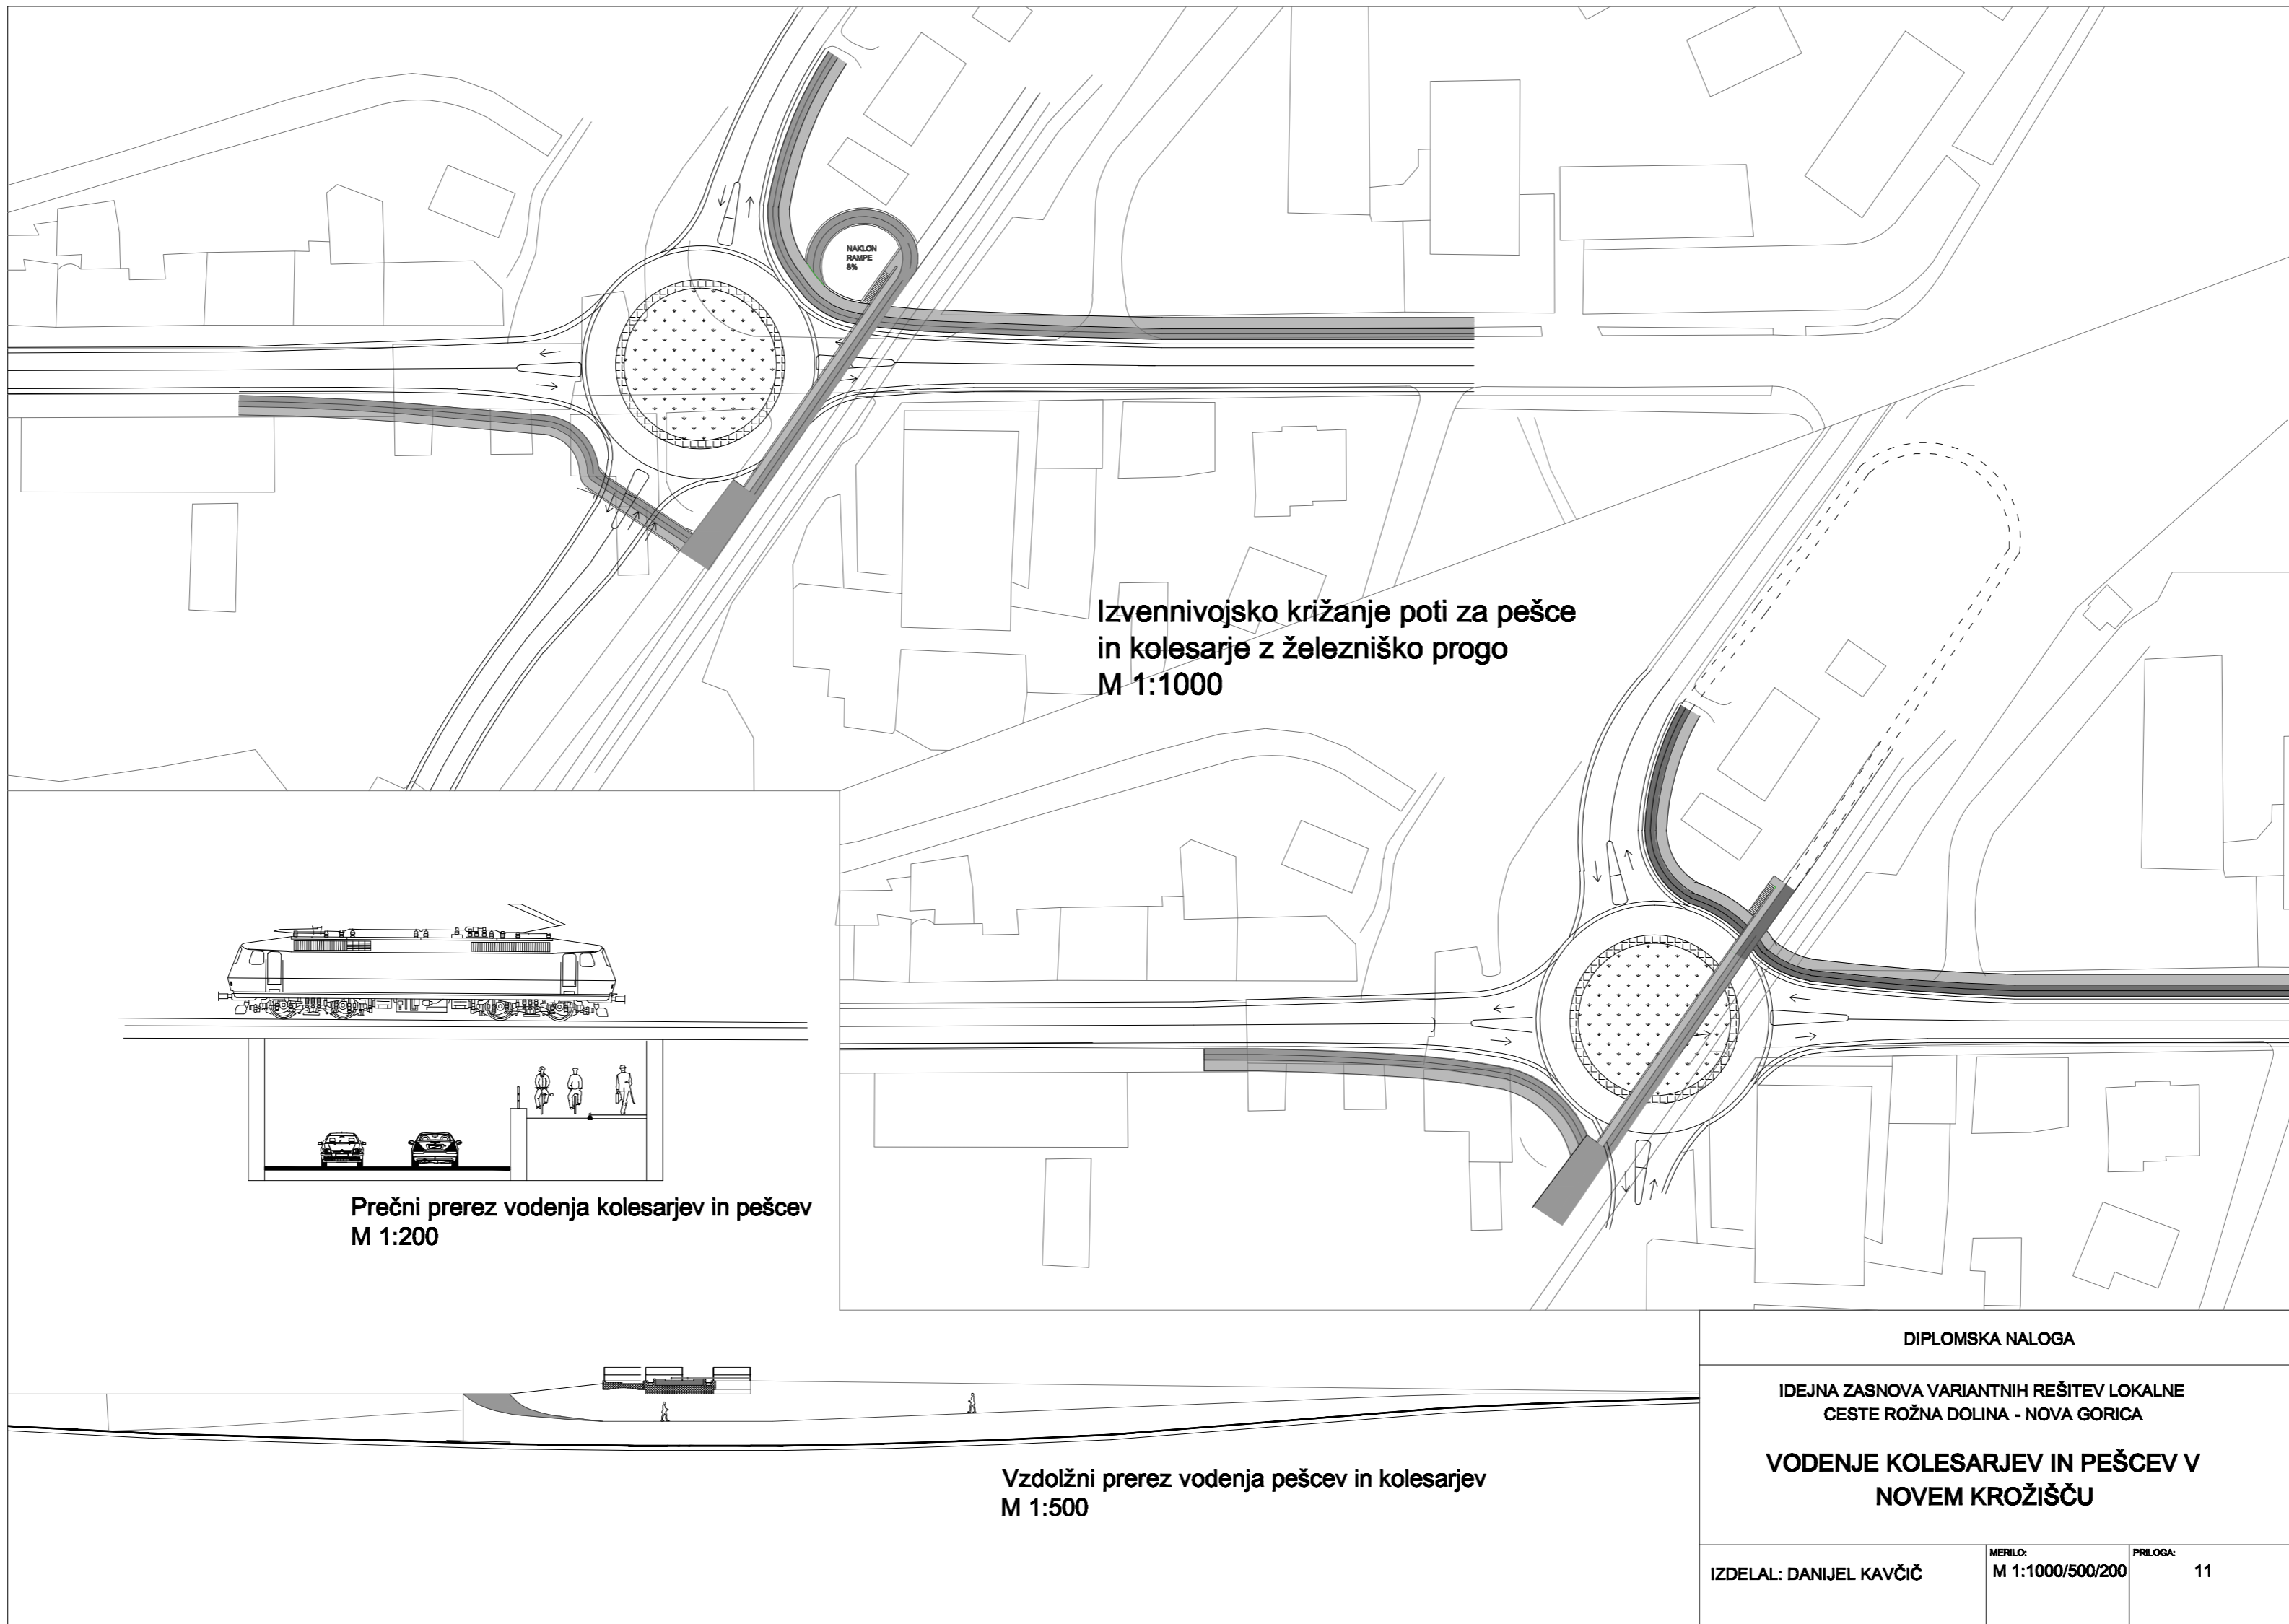 NAKLON
RAMPE
8%
Izvennivojsko križanje poti za pešce
in kolesarje z železniško progo
M 1:1000
Prečni prerez vodenja kolesarjev in pešcev
M 1:200
Vzdolžni prerez vodenja pešcev in kolesarjev
M 1:500
DIPLOMSKA NALOGA
IDEJNA ZASNOVA VARIANTNIH REŠITEV LOKALNE
CESTE ROŽNA DOLINA - NOVA GORICA
VODENJE KOLESARJEV IN PEŠCEV V
NOVEM KROŽIŠČU
IZDELAL: DANIJEL KAVČIČ
MERILO:
M 1:1000/500/200
PRILOGA:
11